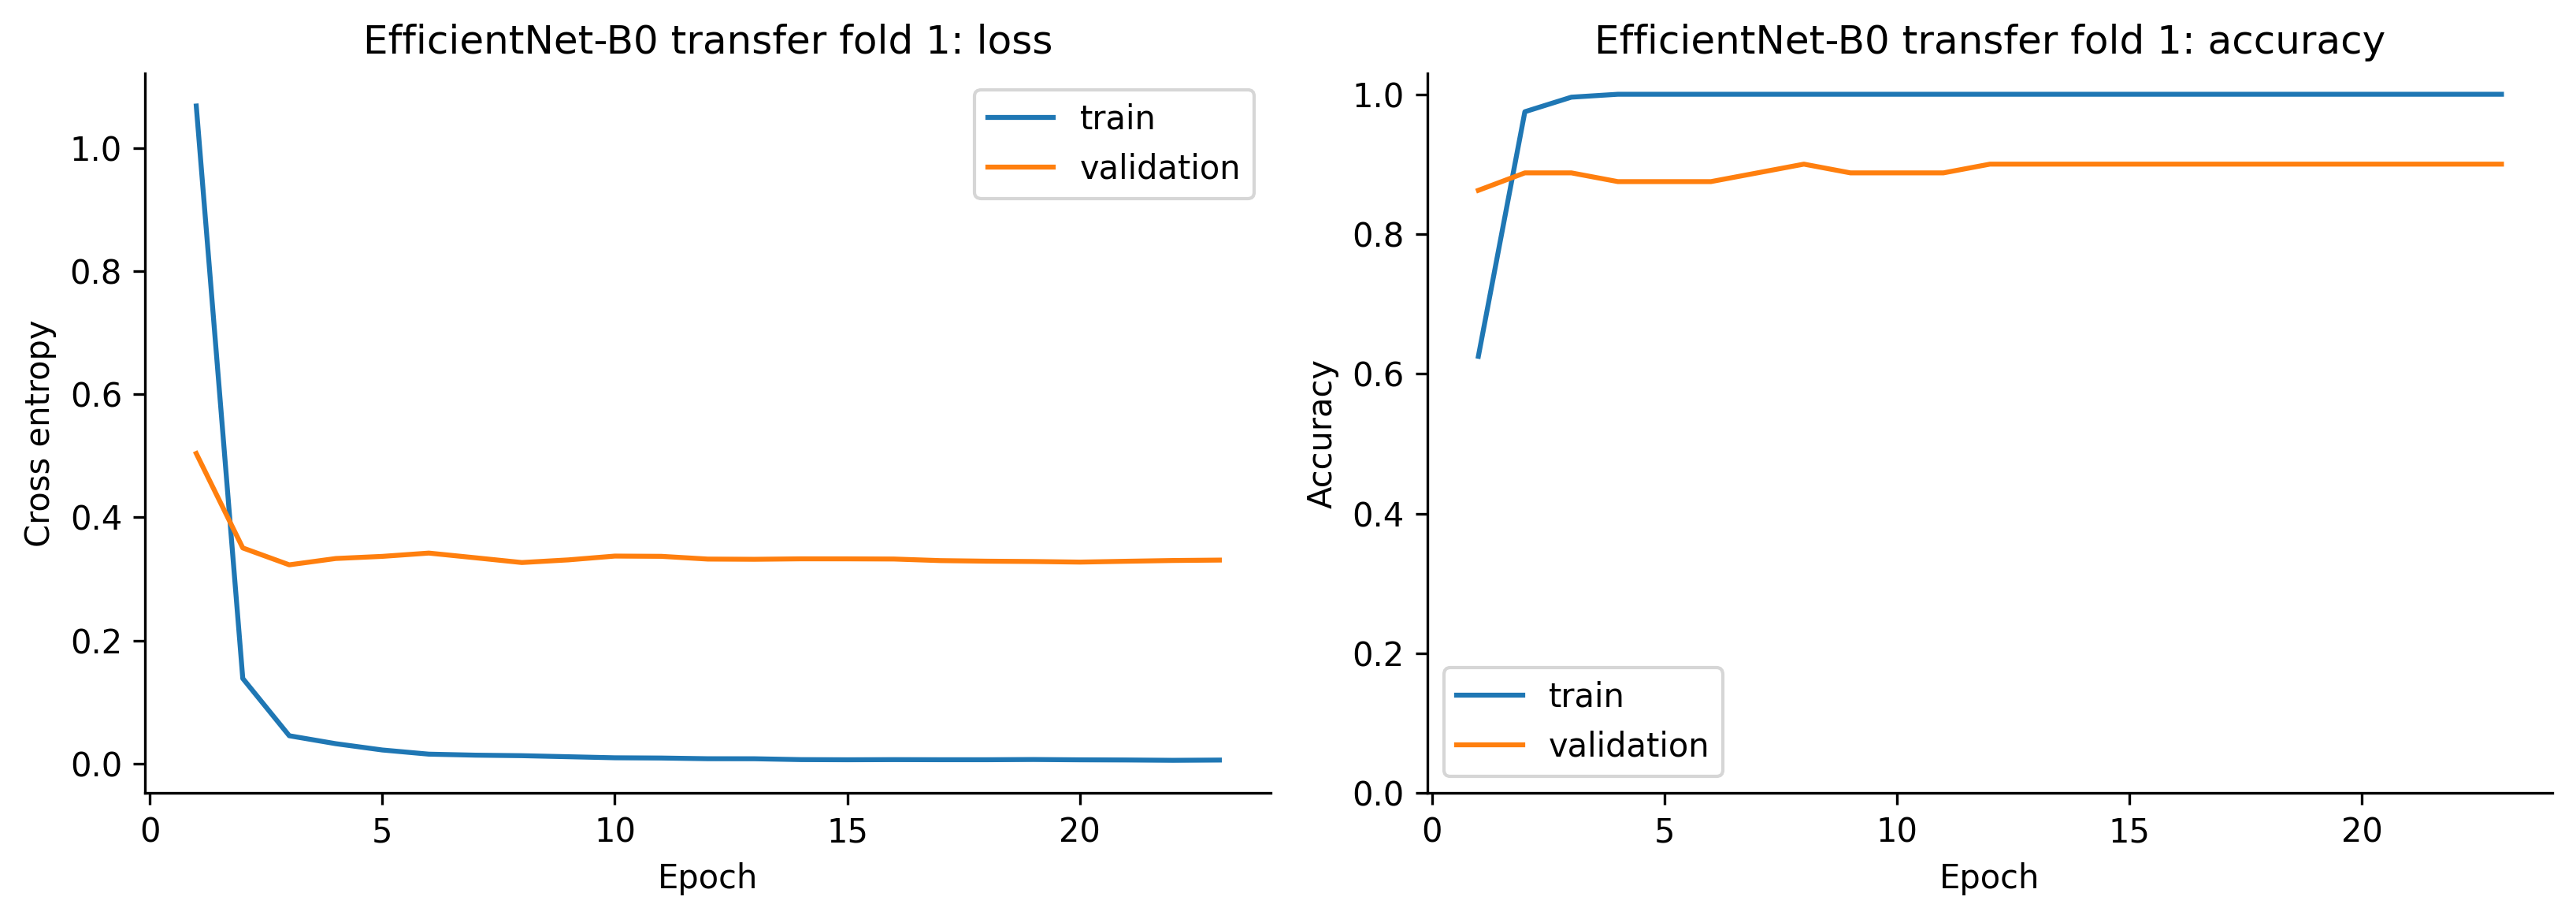 EfficientNet-B0 transfer fold 1: loss
train
validation
Cross entropy
1.0
0.8
0.6
0.4
0.2
0.0
0
5
10
15
20
Epoch
EfficientNet-B0 transfer fold 1: accuracy
Accuracy
1.0
0.8
0.6
0.4
0.2
0.0
train
validation
0
5
10
15
20
Epoch